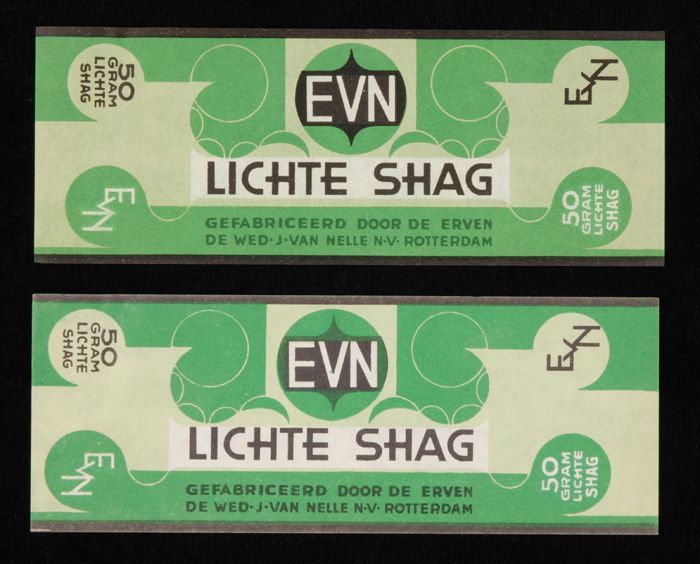 50
GRAM
LICHTE
SHAG
EVN
EVN
EVN
LICHTE SHAG
EVN
50
GRAM
LICHTE
SHAG
GEFABRICEERD DOOR DE ERVEN
DE WED·J·VAN NELLE N·V· ROTTERDAM
50
GRAM
LICHTE
SHAG
EVN
EVN
EVN
LICHTE SHAG
EVN
50
GRAM
LICHTE
SHAG
GEFABRICEERD DOOR DE ERVEN
DE WED·J·VAN NELLE N·V· ROTTERDAM